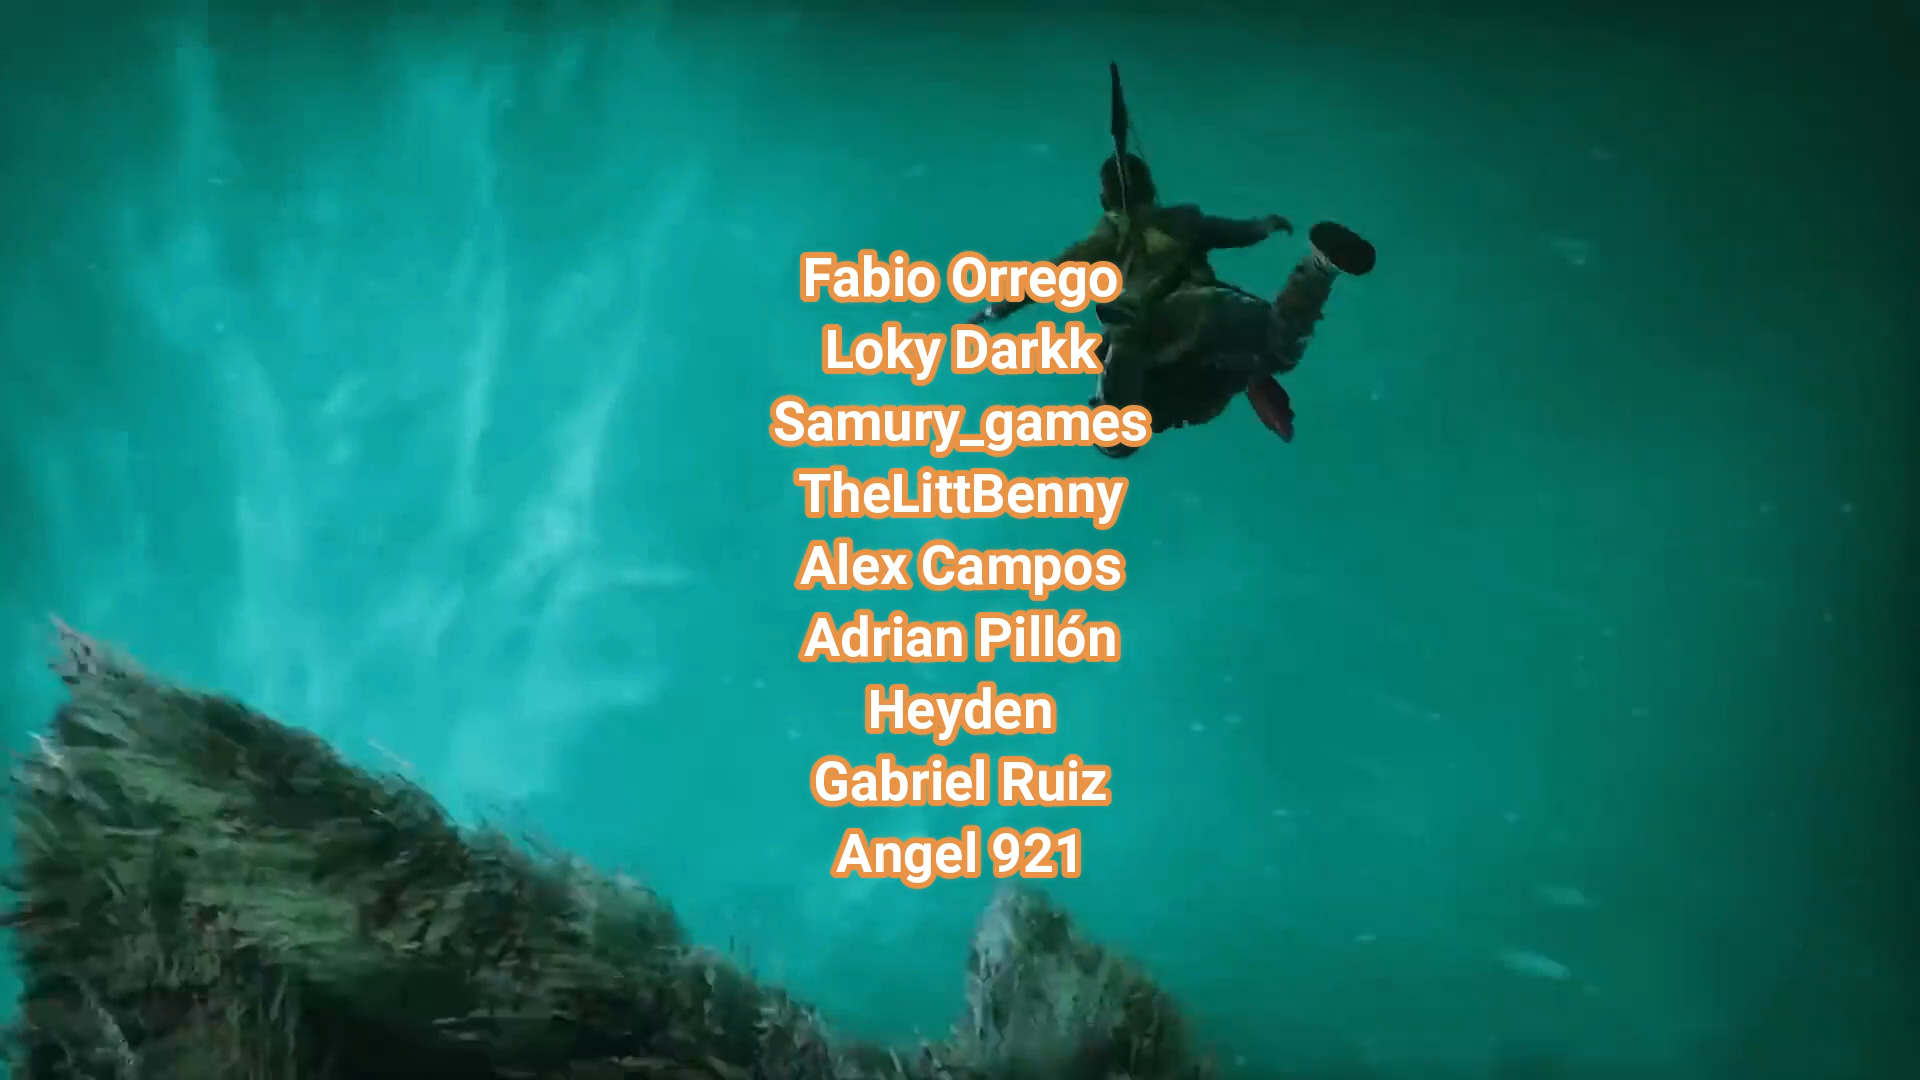 Fabio Orrego
Loky Darkk
Samury_games
TheLittBenny
Alex Campos
Adrian Pillón
Heyden
Gabriel Ruiz
Angel 921